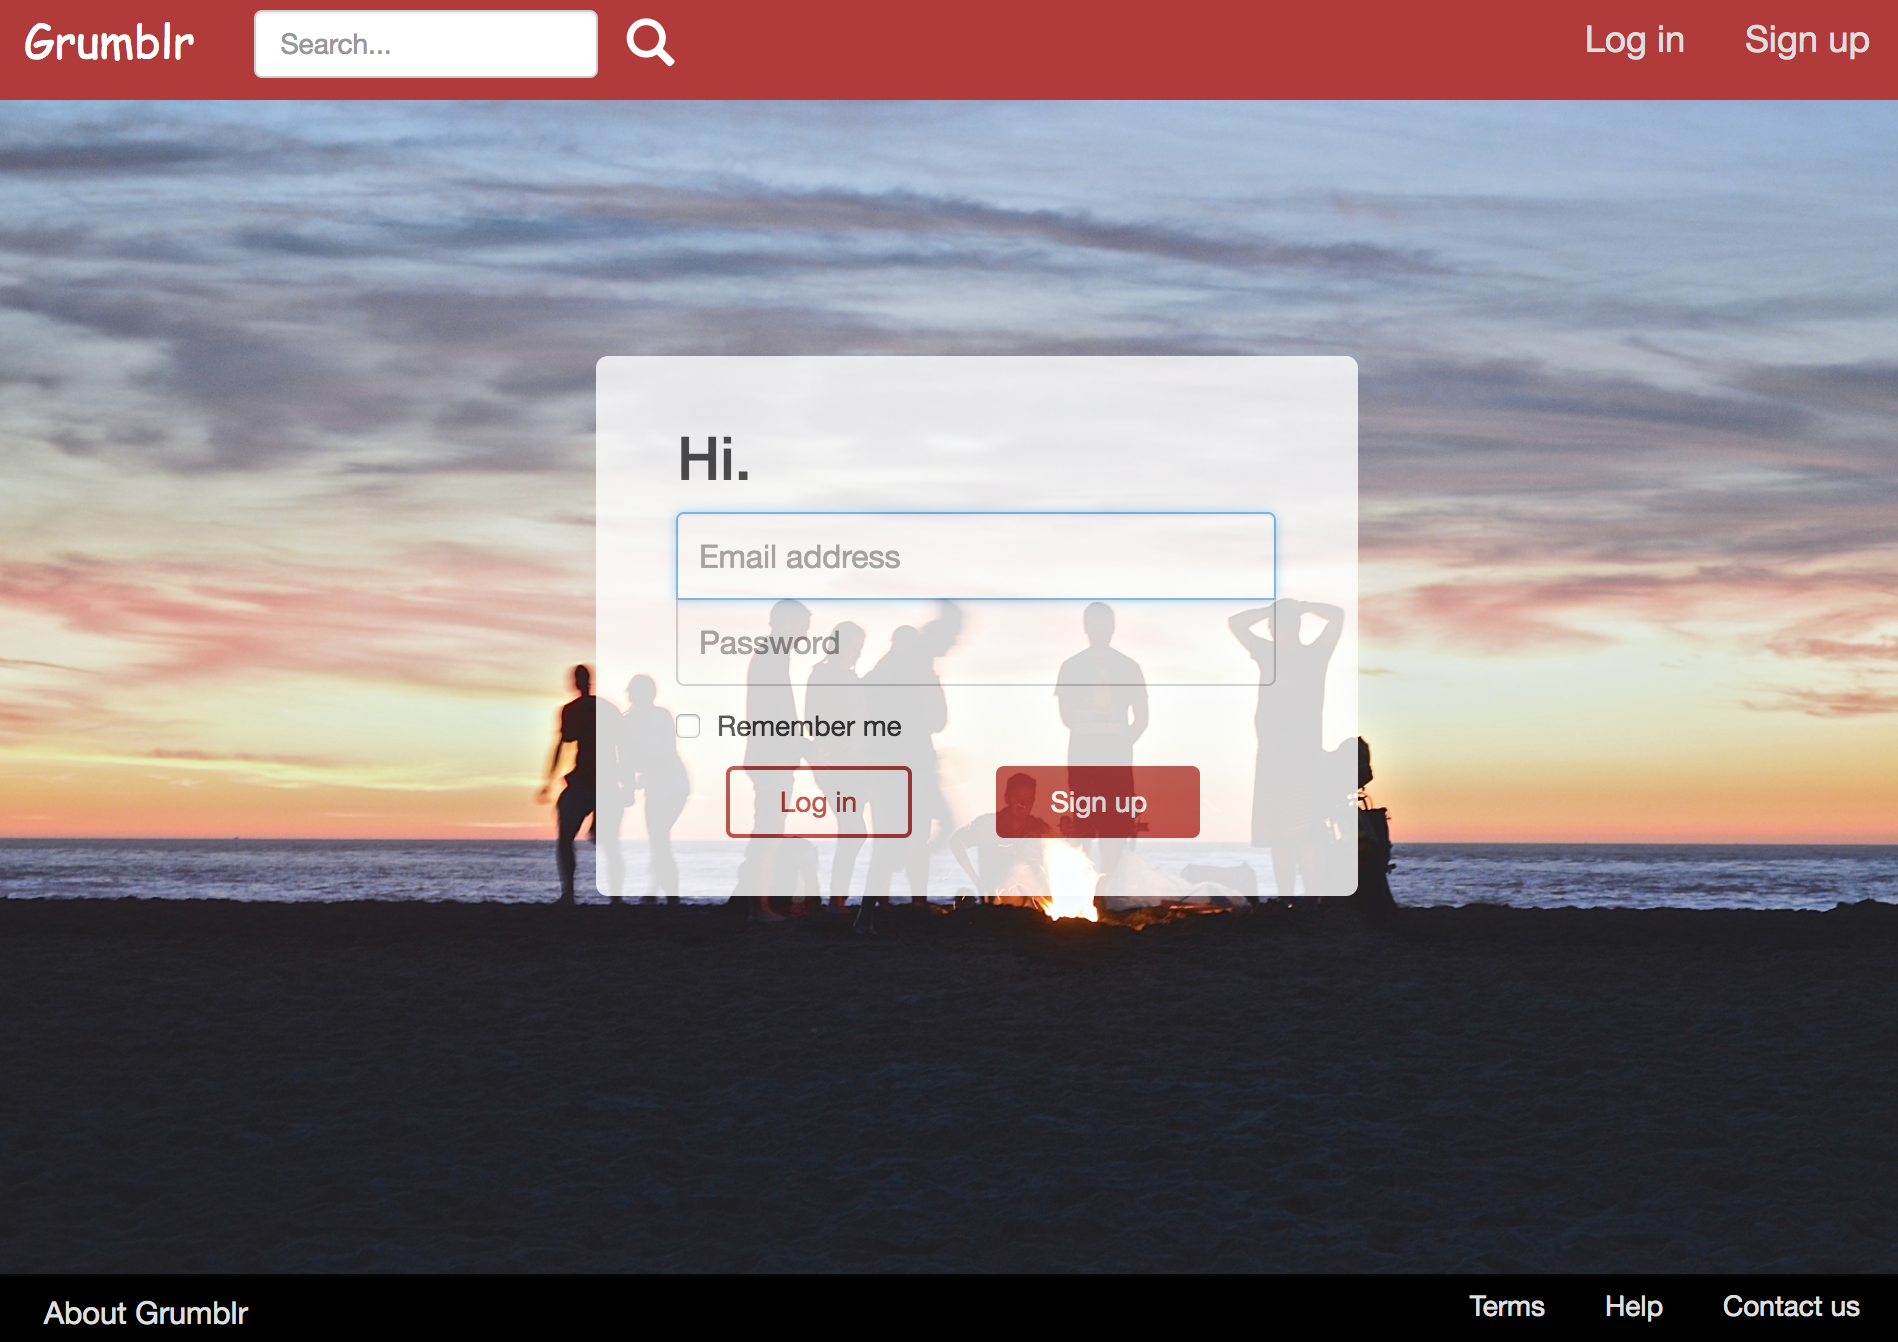 Grumblr
Search...
Log in
Sign up
Hi.
Email address
Password
Remember me
Log in
Sign up
About Grumblr
Terms
Help
Contact us